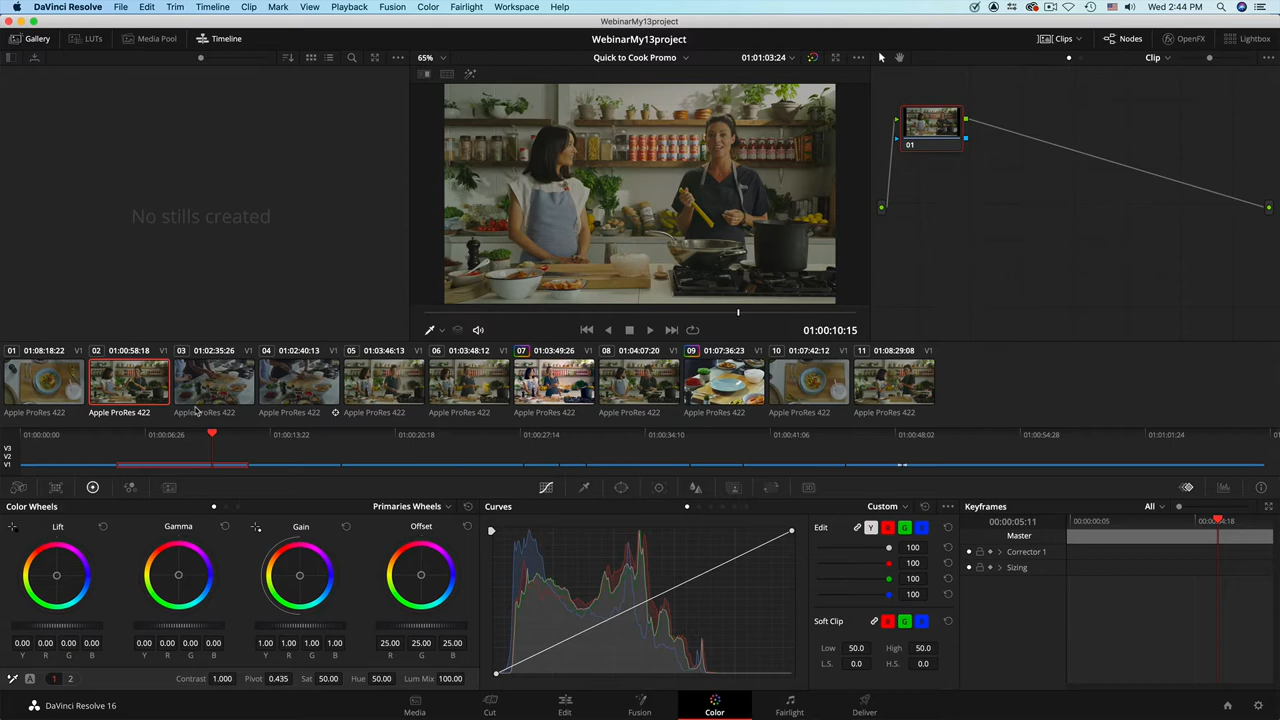 DaVinci Resolve File Edit Trim Timeline Clip Mark View Playback Fusion Color Fairlight Workspace Help Wed 2:44 PM
WebinarMy13project
Gallery LUTs Media Pool Timeline WebinarMy13project Clips Nodes OpenFX Lightbox
65% Quick to Cook Promo 01:01:03:24 Clip
01
No stills created
01:00:10:15
01 01:08:18:22 V1 02 01:00:58:18 V1 03 01:02:35:26 V1 04 01:02:40:13 V1 05 01:03:46:13 V1 06 01:03:48:12 V1 07 01:03:49:26 V1 08 01:04:07:20 V1 09 01:07:36:23 V1 10 01:07:42:12 V1 11 01:08:29:08 V1
Apple ProRes 422 Apple ProRes 422 Apple ProRes 422 Apple ProRes 422 Apple ProRes 422 Apple ProRes 422 Apple ProRes 422 Apple ProRes 422 Apple ProRes 422 Apple ProRes 422 Apple ProRes 422
01:00:00:00 01:00:06:26 01:00:13:22 01:00:20:18 01:00:27:14 01:00:34:10 01:00:41:06 01:00:48:02 01:00:54:28 01:01:01:24
V3
V2
V1
Color Wheels Primaries Wheels Curves Custom Keyframes All
Lift Gamma Gain Offset Edit Y R G B 100
00:00:05:11 00:00:00:05
Master
100
Corrector 1
Sizing
100
100
Soft Clip R G B
0.00 0.00 0.00 0.00 0.00 0.00 0.00 0.00 1.00 1.00 1.00 1.00 25.00 25.00 25.00
Y R G B Y R G B Y R G B R G B
Low 50.0 High 50.0
L.S. 0.0 H.S. 0.0
A 1 2 Contrast 1.000 Pivot 0.435 Sat 50.00 Hue 50.00 Lum Mix 100.00
DaVinci Resolve 16 Media Cut Edit Fusion Color Fairlight Deliver